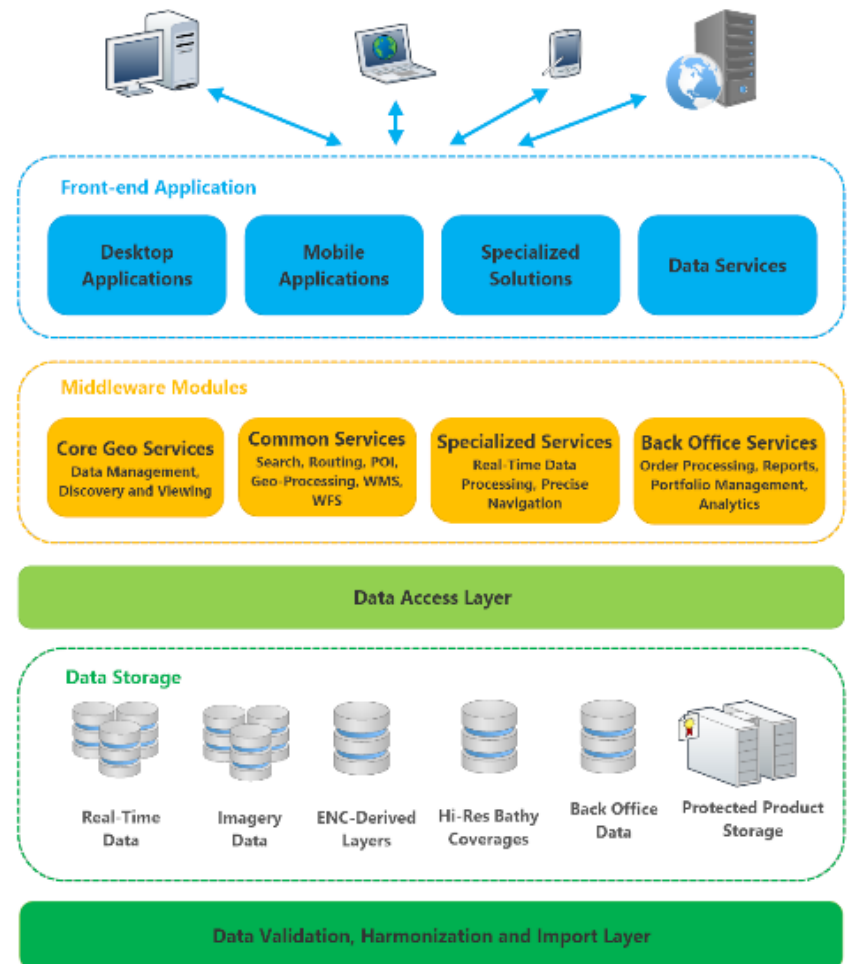 Front-end Application
Desktop
Applications
Mobile
Applications
Specialized
Solutions
Data Services
Middleware Modules
Core Geo Services
Data Management,
Discovery and Viewing
Common Services
Search, Routing, POI,
Geo-Processing, WMS,
WFS
Specialized Services
Real-Time Data
Processing, Precise
Navigation
Back Office Services
Order Processing, Reports,
Portfolio Management,
Analytics
Data Access Layer
Data Storage
Real-Time
Data
Imagery
Data
ENC-Derived
Layers
Hi-Res Bathy
Coverages
Back Office
Data
Protected Product
Storage
Data Validation, Harmonization and Import Layer